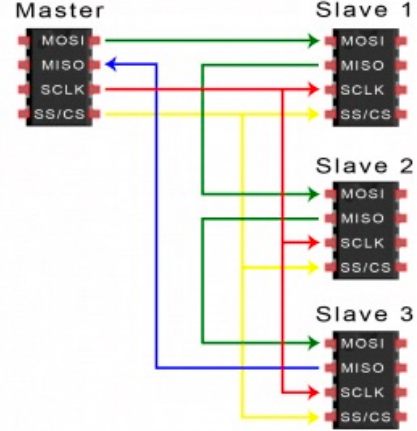 Master
MOSI
MISO
SCLK
SS/CS
Slave 1
MOSI
MISO
SCLK
SS/CS
Slave 2
MOSI
MISO
SCLK
SS/CS
Slave 3
MOSI
MISO
SCLK
SS/CS